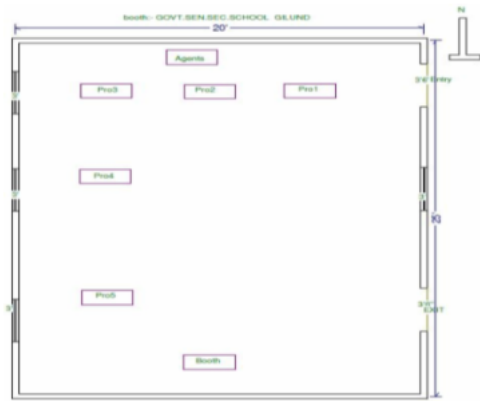 booth:- GOVT.SEN.SEC.SCHOOL GILUND
N
20'
Agents
Pro3
Pro2
Pro1
Entry
Pro4
Pro5
EXIT
Booth